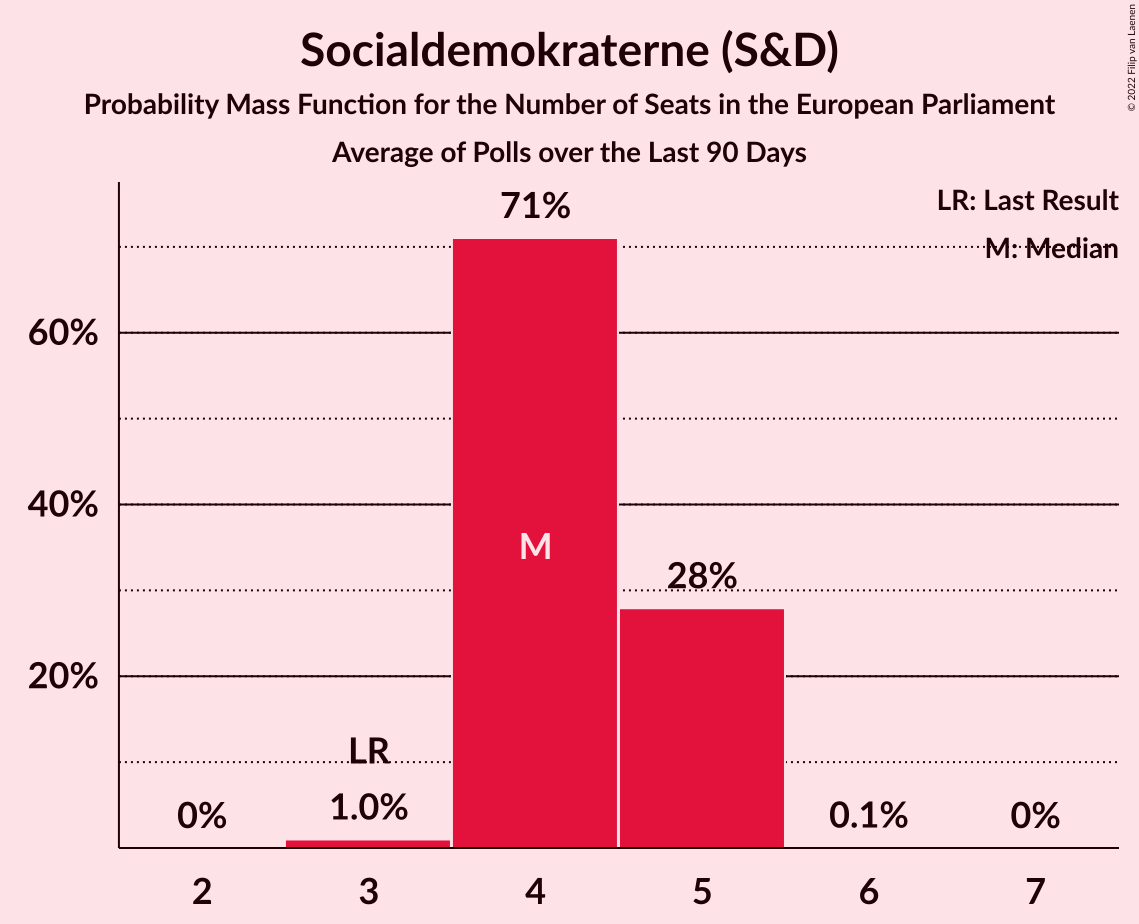 Socialdemokraterne (S&D)
Probability Mass Function for the Number of Seats in the European Parliament
Average of Polls over the Last 90 Days
© 2022 Filip van Laenen
LR: Last Result
M: Median
71%
60%
40%
M
28%
20%
LR
0%
1.0%
0.1%
0%
2 3 4 5 6 7